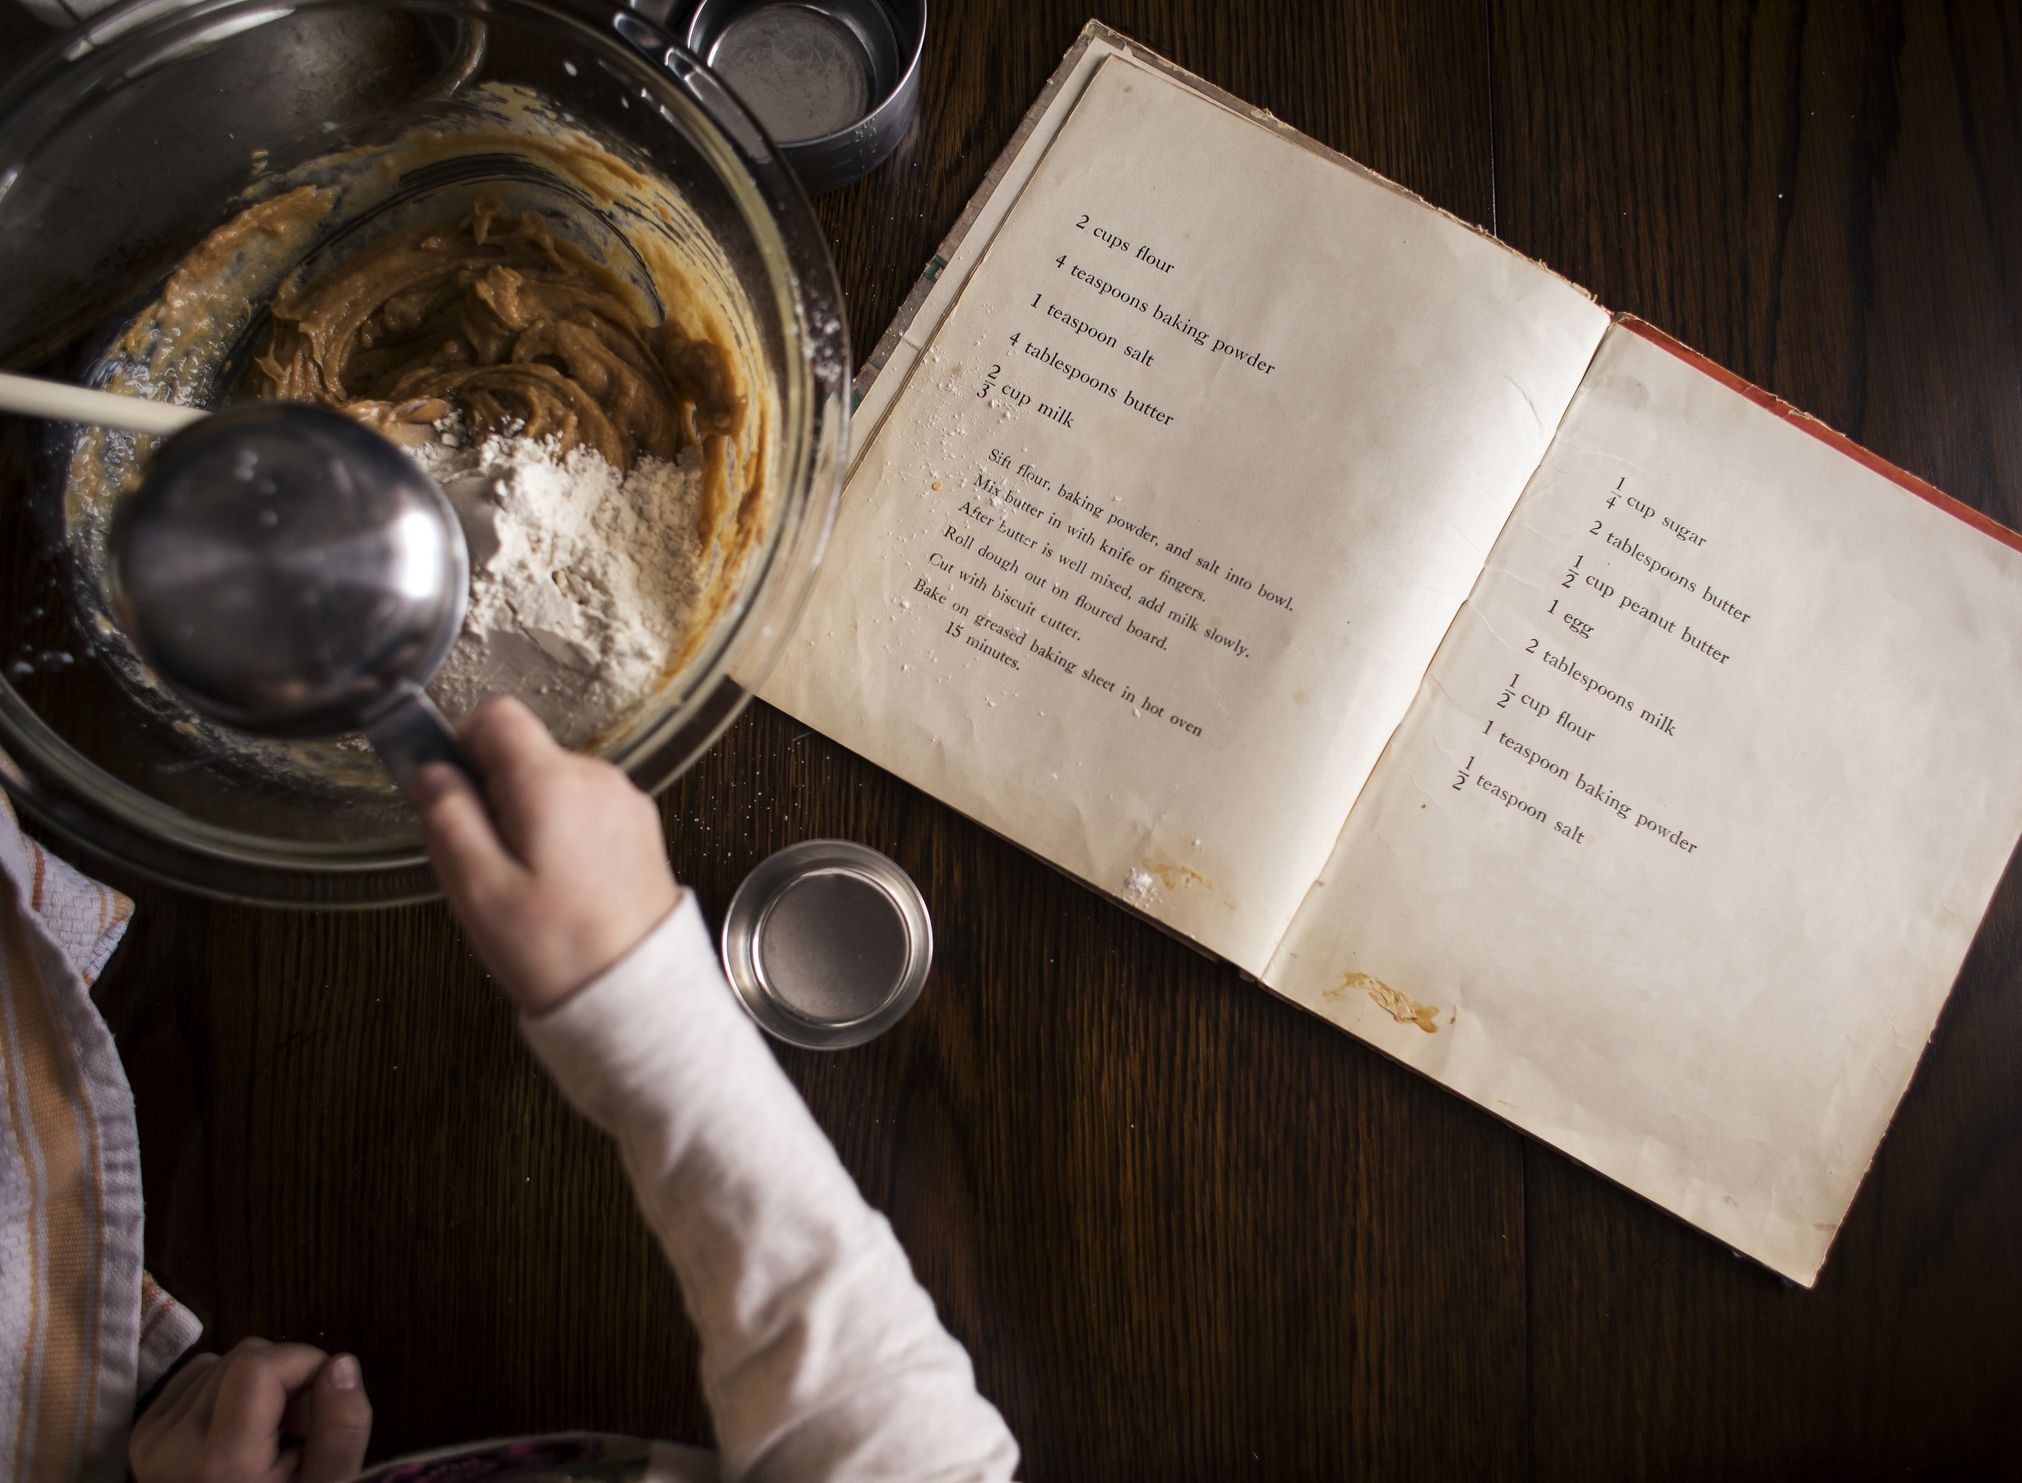 2 cups flour
4 teaspoons baking powder
1 teaspoon salt
4 tablespoons butter
2/3 cup milk
Sift flour, baking powder, and salt into bowl.
Mix butter in with knife or fingers.
After butter is well mixed, add milk slowly.
Roll dough out on floured board.
Cut with biscuit cutter.
Bake on greased baking sheet in hot oven
15 minutes.
1/4 cup sugar
2 tablespoons butter
1/2 cup peanut butter
1 egg
2 tablespoons milk
1/2 cup flour
1 teaspoon baking powder
1/2 teaspoon salt